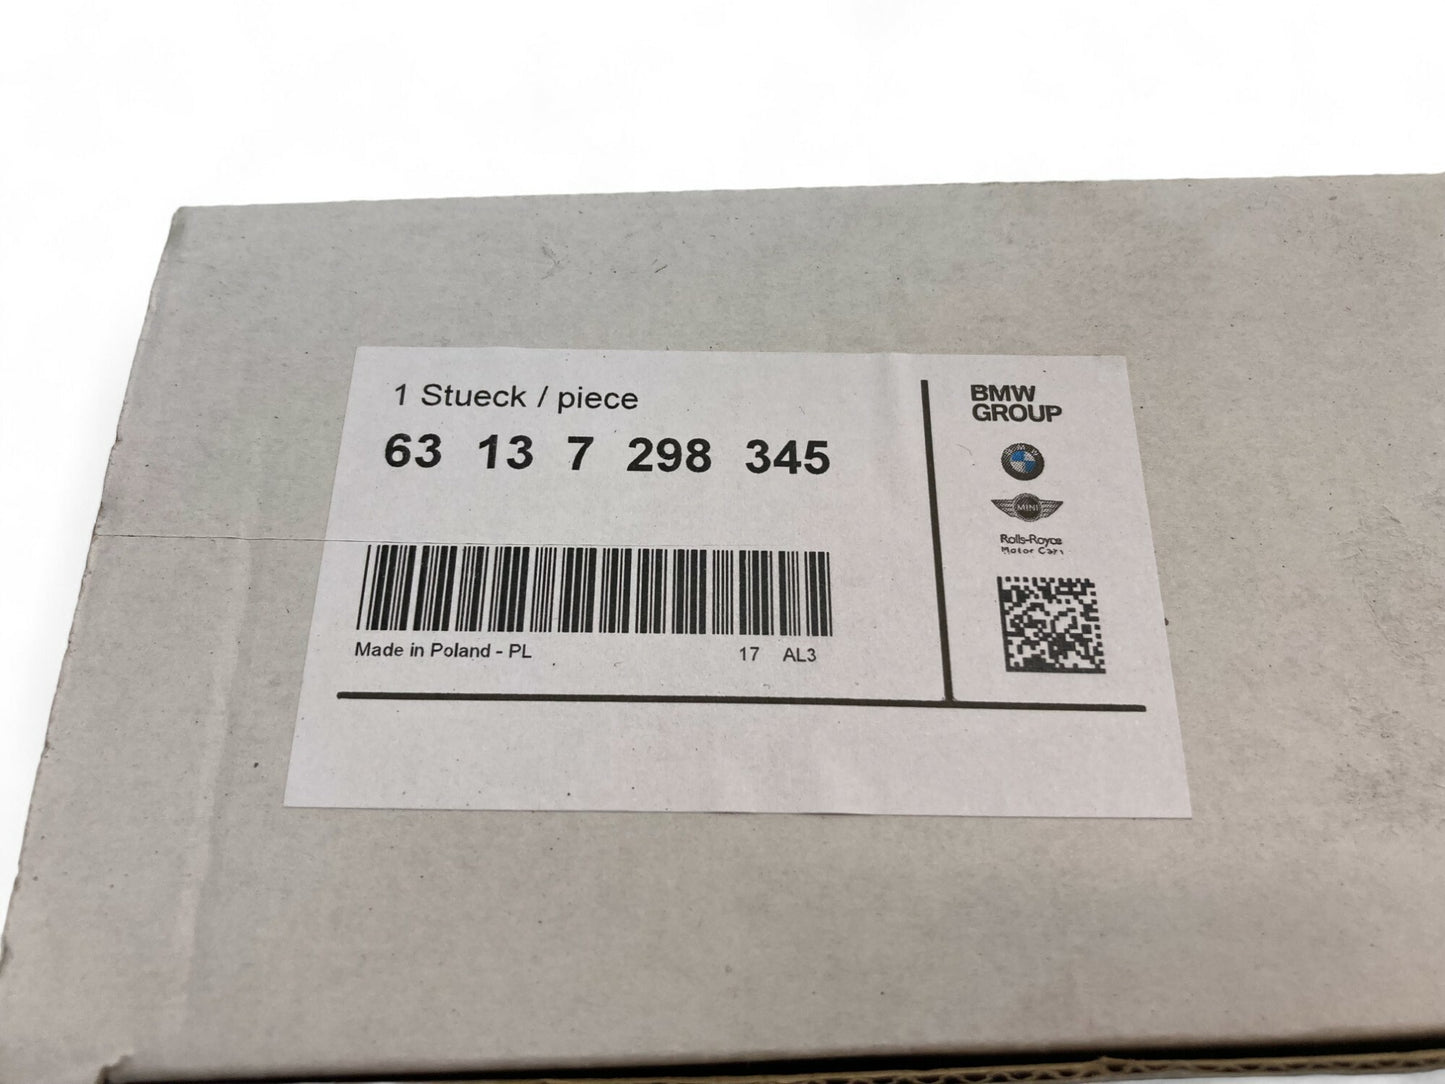 1 Stueck / piece
63 13 7 298 345
Made in Poland - PL
17 AL3
BMW
GROUP
BMW
MINI
Rolls-Royce
Motor Cars